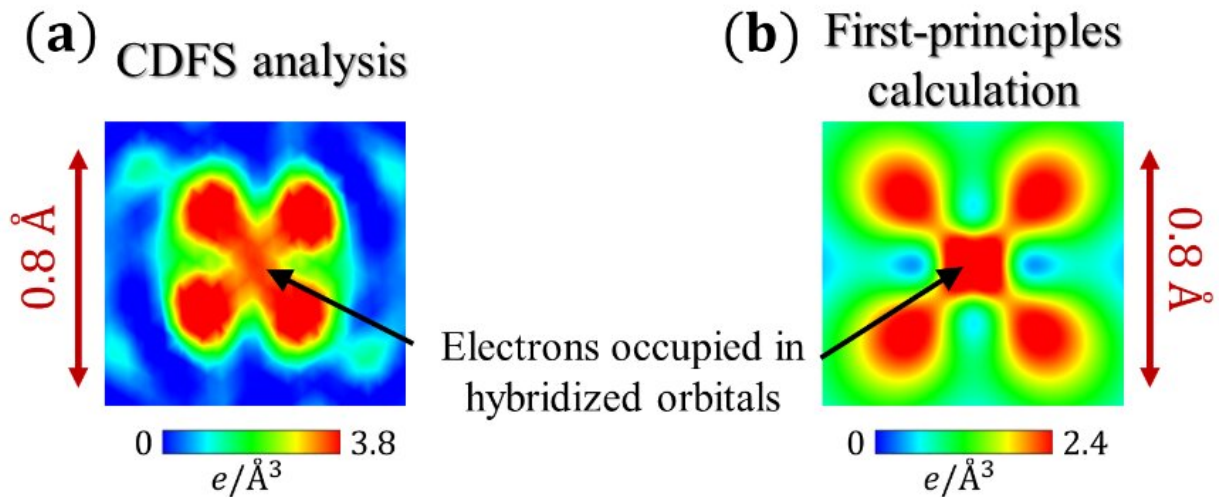 (a)
CDFS analysis
0.8 Å
0
3.8
e/Å³
(b)
First-principles
calculation
0.8 Å
0
2.4
e/Å³
Electrons occupied in
hybridized orbitals